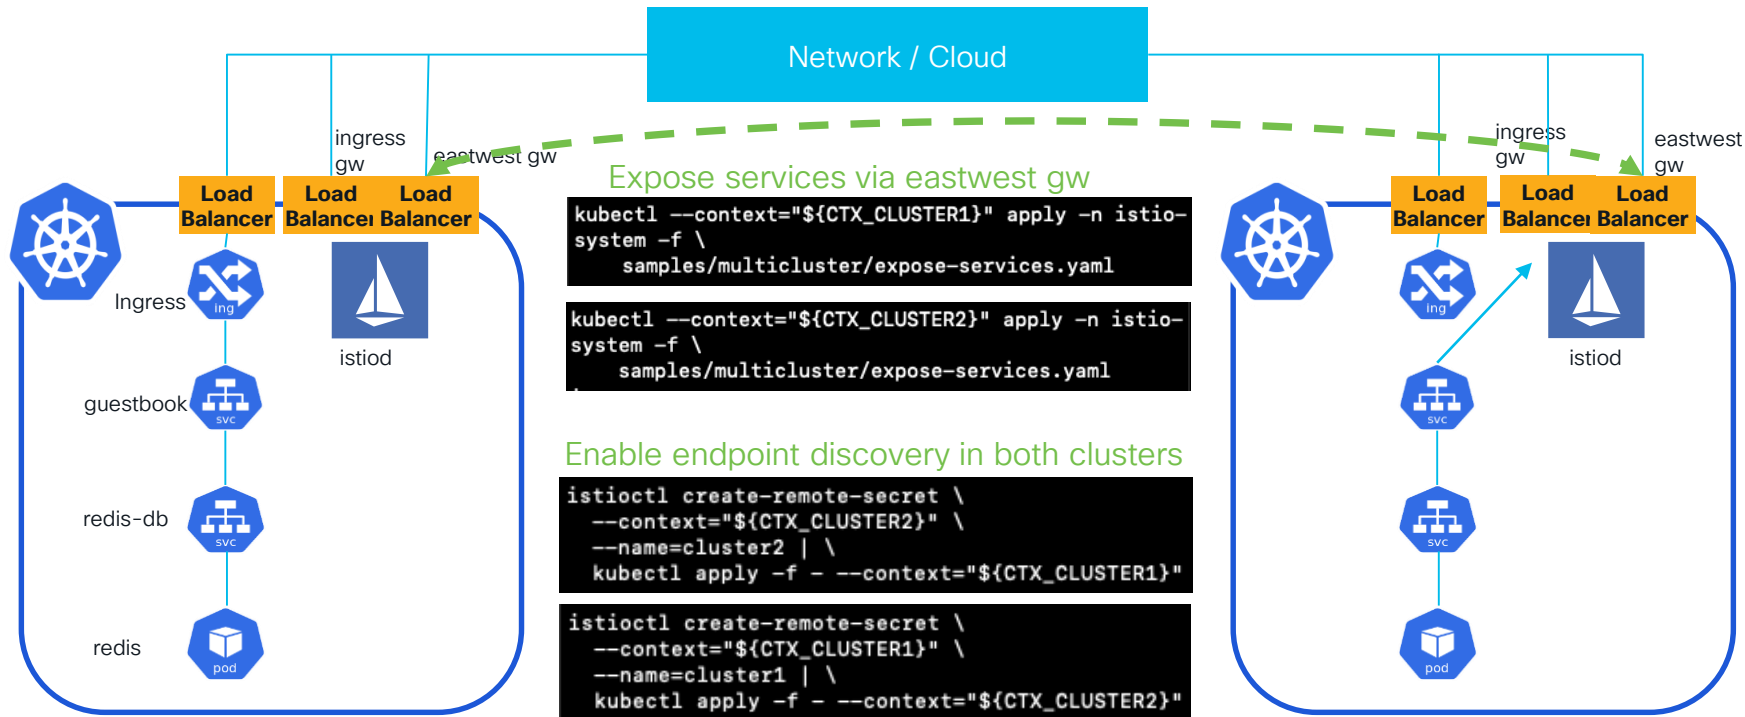 Network / Cloud
ingress
gw
eastwest gw
ingress
gw
eastwest
gw
Load
Balancer
Load
Balancer
Load
Balancer
Load
Balancer
Load
Balancer
Load
Balancer
Expose services via eastwest gw
kubectl --context="${CTX_CLUSTER1}" apply -n istio-
system -f \
    samples/multicluster/expose-services.yaml
kubectl --context="${CTX_CLUSTER2}" apply -n istio-
system -f \
    samples/multicluster/expose-services.yaml
Ingress
ing
istiod
guestbook
svc
redis-db
svc
redis
pod
Enable endpoint discovery in both clusters
istioctl create-remote-secret \
  --context="${CTX_CLUSTER2}" \
  --name=cluster2 | \
  kubectl apply -f - --context="${CTX_CLUSTER1}"
istioctl create-remote-secret \
  --context="${CTX_CLUSTER1}" \
  --name=cluster1 | \
  kubectl apply -f - --context="${CTX_CLUSTER2}"
ing
istiod
svc
svc
pod